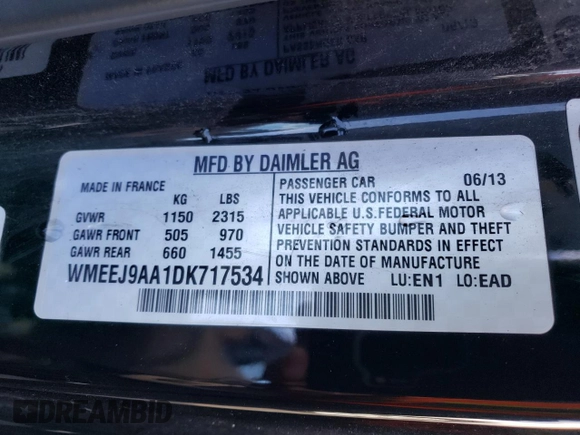 MFD BY DAIMLER AG
MFD BY DAIMLER AG
MADE IN FRANCE
KG LBS
GVWR 1150 2315
GAWR FRONT 505 970
GAWR REAR 660 1455
WMEEJ9AA1DK717534
PASSENGER CAR 06/13
THIS VEHICLE CONFORMS TO ALL
APPLICABLE U.S.FEDERAL MOTOR
VEHICLE SAFETY BUMPER AND THEFT
PREVENTION STANDARDS IN EFFECT
ON THE DATE OF MANUFACTURE
SHOWN ABOVE LU:EN1 LO:EAD
DREAMBID